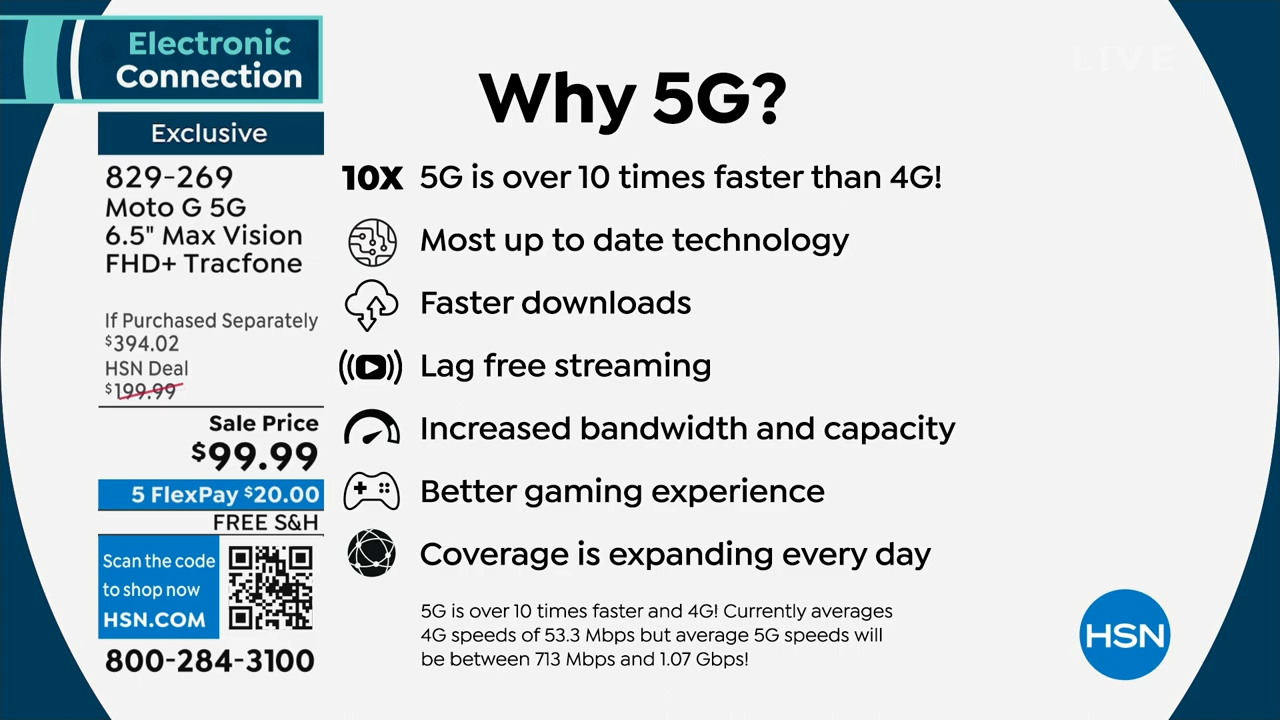 Electronic
Connection
Exclusive
829-269
Moto G 5G
6.5" Max Vision
FHD+ Tracfone
If Purchased Separately
$394.02
HSN Deal
$199.99
Sale Price
$99.99
5 FlexPay $20.00
FREE S&H
Scan the code
to shop now
HSN.COM
800-284-3100
LIVE
Why 5G?
10X 5G is over 10 times faster than 4G!
Most up to date technology
Faster downloads
Lag free streaming
Increased bandwidth and capacity
Better gaming experience
Coverage is expanding every day
5G is over 10 times faster and 4G! Currently averages
4G speeds of 53.3 Mbps but average 5G speeds will
be between 713 Mbps and 1.07 Gbps!
HSN